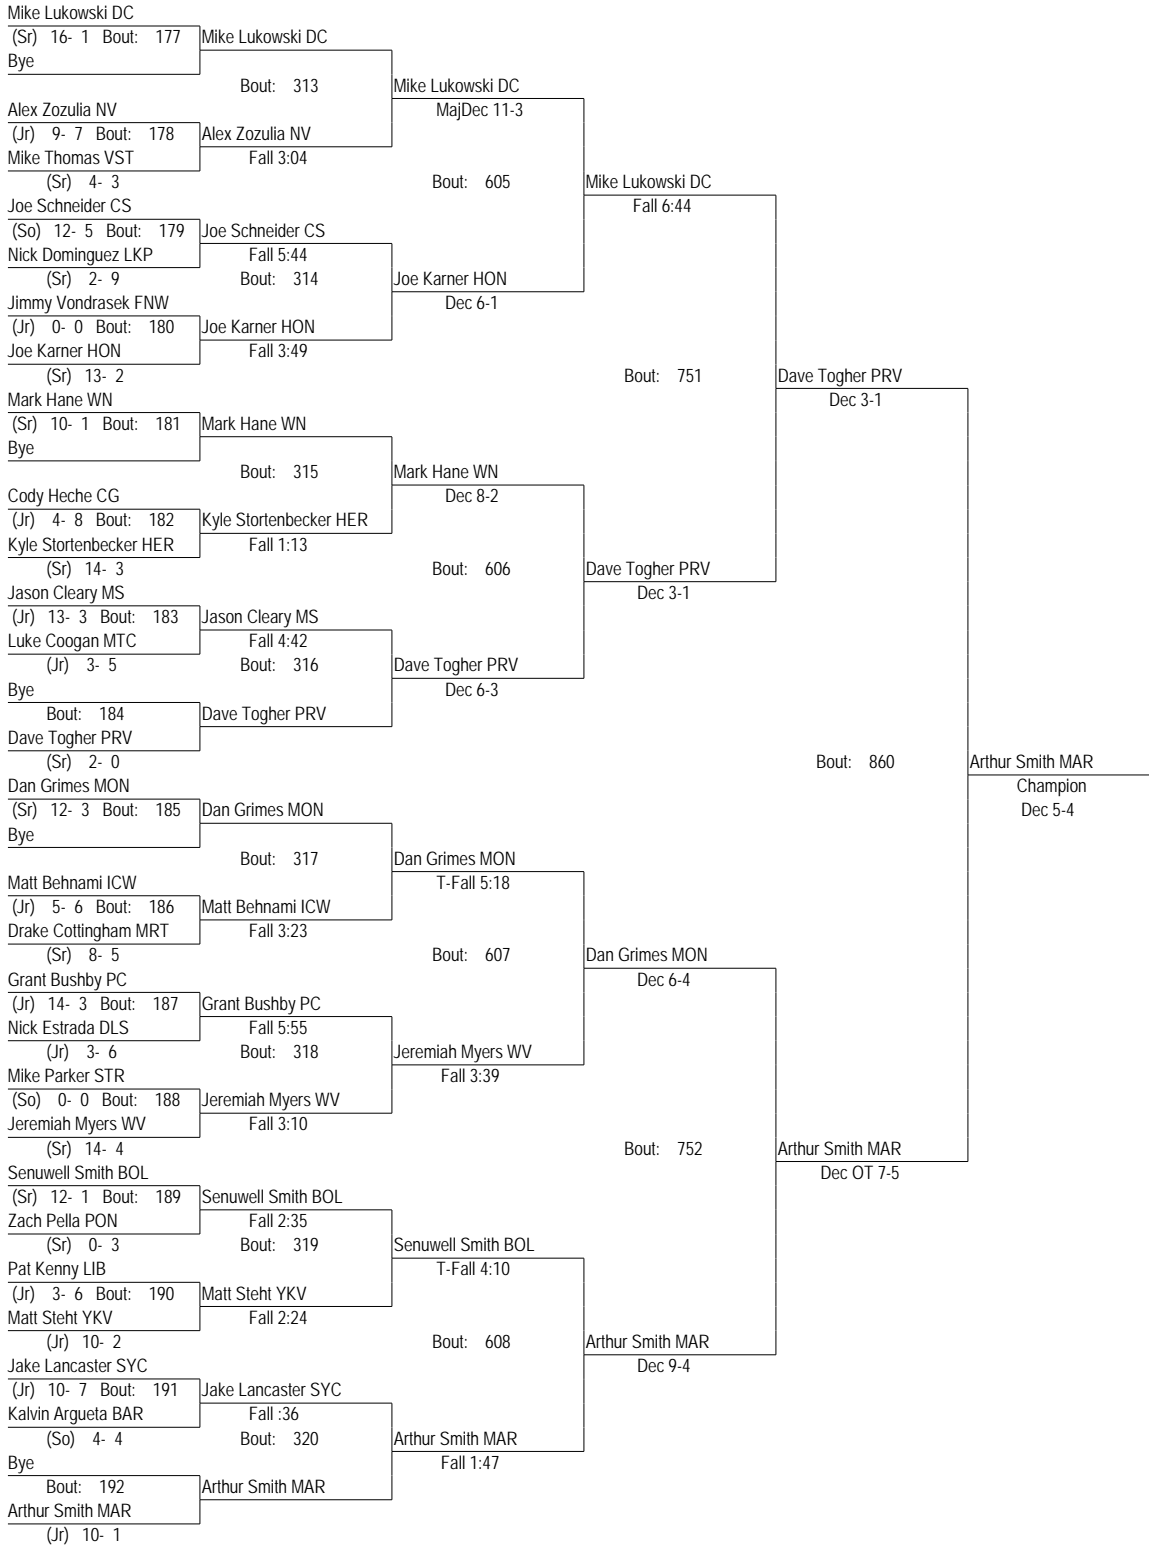 Mike Lukowski DC
(Sr) 16- 1 Bout: 177 Mike Lukowski DC
Bye
Bout: 313 Mike Lukowski DC
Alex Zozulia NV MajDec 11-3
(Jr) 9- 7 Bout: 178 Alex Zozulia NV
Mike Thomas VST Fall 3:04
(Sr) 4- 3 Bout: 605 Mike Lukowski DC
Joe Schneider CS Fall 6:44
(So) 12- 5 Bout: 179 Joe Schneider CS
Nick Dominguez LKP Fall 5:44
(Sr) 2- 9 Bout: 314 Joe Karner HON
Jimmy Vondrasek FNW Dec 6-1
(Jr) 0- 0 Bout: 180 Joe Karner HON
Joe Karner HON Fall 3:49
(Sr) 13- 2 Bout: 751 Dave Togher PRV
Mark Hane WN Dec 3-1
(Sr) 10- 1 Bout: 181 Mark Hane WN
Bye
Bout: 315 Mark Hane WN
Cody Heche CG Dec 8-2
(Jr) 4- 8 Bout: 182 Kyle Stortenbecker HER
Kyle Stortenbecker HER Fall 1:13
(Sr) 14- 3 Bout: 606 Dave Togher PRV
Jason Cleary MS Dec 3-1
(Jr) 13- 3 Bout: 183 Jason Cleary MS
Luke Coogan MTC Fall 4:42
(Jr) 3- 5 Bout: 316 Dave Togher PRV
Bye Dec 6-3
Bout: 184 Dave Togher PRV
Dave Togher PRV
(Sr) 2- 0 Bout: 860 Arthur Smith MAR
Dan Grimes MON Champion
(Sr) 12- 3 Bout: 185 Dan Grimes MON Dec 5-4
Bye
Bout: 317 Dan Grimes MON
Matt Behnami ICW T-Fall 5:18
(Jr) 5- 6 Bout: 186 Matt Behnami ICW
Drake Cottingham MRT Fall 3:23
(Sr) 8- 5 Bout: 607 Dan Grimes MON
Grant Bushby PC Dec 6-4
(Jr) 14- 3 Bout: 187 Grant Bushby PC
Nick Estrada DLS Fall 5:55
(Jr) 3- 6 Bout: 318 Jeremiah Myers WV
Mike Parker STR Fall 3:39
(So) 0- 0 Bout: 188 Jeremiah Myers WV
Jeremiah Myers WV Fall 3:10
(Sr) 14- 4 Bout: 752 Arthur Smith MAR
Senuwell Smith BOL Dec OT 7-5
(Sr) 12- 1 Bout: 189 Senuwell Smith BOL
Zach Pella PON Fall 2:35
(Sr) 0- 3 Bout: 319 Senuwell Smith BOL
Pat Kenny LIB T-Fall 4:10
(Jr) 3- 6 Bout: 190 Matt Steht YKV
Matt Steht YKV Fall 2:24
(Jr) 10- 2 Bout: 608 Arthur Smith MAR
Jake Lancaster SYC Dec 9-4
(Jr) 10- 7 Bout: 191 Jake Lancaster SYC
Kalvin Argueta BAR Fall :36
(So) 4- 4 Bout: 320 Arthur Smith MAR
Bye Fall 1:47
Bout: 192 Arthur Smith MAR
Arthur Smith MAR
(Jr) 10- 1